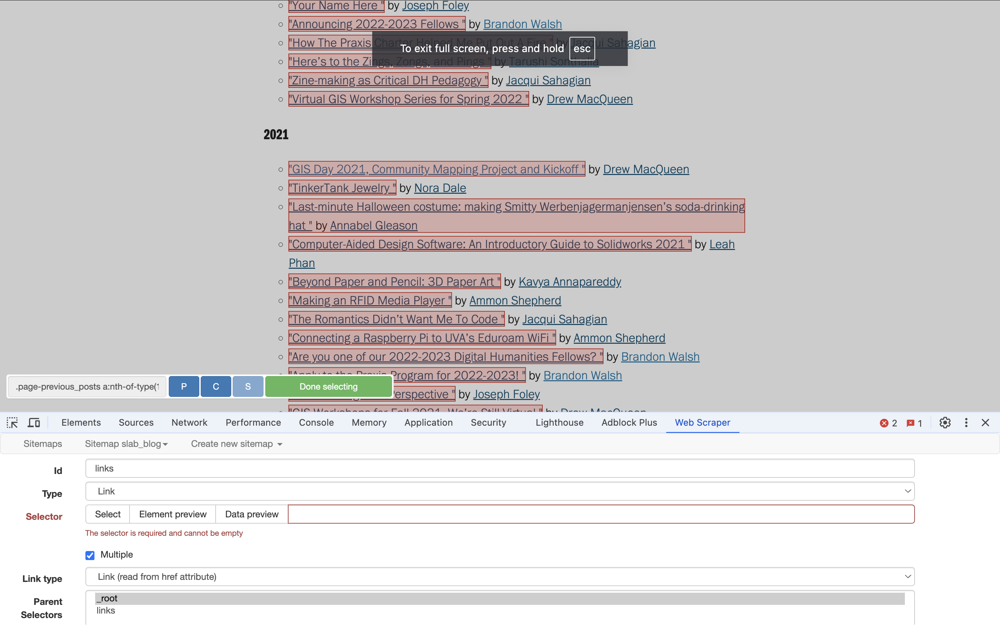 "Your Name Here " by Joseph Foley
"Announcing 2022-2023 Fellows " by Brandon Walsh
"How The Praxis Charter Helped Me Put Out A Fire " by Jacqui Sahagian
To exit full screen, press and hold esc
"Here’s to the Zings, Zongs, and Pings " by Tarushi Sonthalia
"Zine-making as Critical DH Pedagogy " by Jacqui Sahagian
"Virtual GIS Workshop Series for Spring 2022 " by Drew MacQueen
2021
"GIS Day 2021, Community Mapping Project and Kickoff " by Drew MacQueen
"TinkerTank Jewelry " by Nora Dale
"Last-minute Halloween costume: making Smitty Werbenjagermanjensen’s soda-drinking
hat " by Annabel Gleason
"Computer-Aided Design Software: An Introductory Guide to Solidworks 2021 " by Leah
Phan
"Beyond Paper and Pencil: 3D Paper Art " by Kavya Annapareddy
"Making an RFID Media Player " by Ammon Shepherd
"The Romantics Didn’t Want Me To Code " by Jacqui Sahagian
"Connecting a Raspberry Pi to UVA’s Eduroam WiFi " by Ammon Shepherd
"Are you one of our 2022-2023 Digital Humanities Fellows? " by Brandon Walsh
"Apply to the Praxis Program for 2022-2023! " by Brandon Walsh
.page-previous_posts a:nth-of-type(1 P C S Done selecting
Perspective " by Joseph Foley
"GIS Workshops for Fall 2021, We’re Still Virtual " by Drew MacQueen
Elements Sources Network Performance Console Memory Application Security Lighthouse Adblock Plus Web Scraper 2 1
Sitemaps Sitemap slab_blog Create new sitemap
Id links
Type Link
Selector Select Element preview Data preview
The selector is required and cannot be empty
Multiple
Link type Link (read from href attribute)
Parent Selectors _root
links